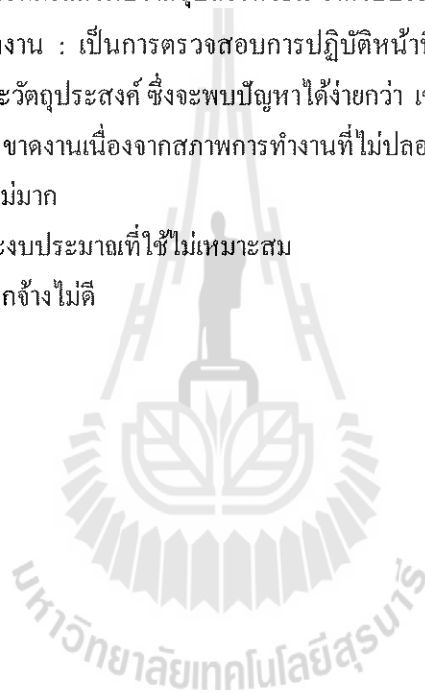 งาน : เป็นการตรวจสอบการปฏิบัติหน้าที่
ะวัตถุประสงค์ ซึ่งจะพบปัญหาได้ง่ายกว่า เ
ขาดงานเนื่องจากสภาพการทำงานที่ไม่ปลอ
ม่มาก
ะงบประมาณที่ใช้ไม่เหมาะสม
กจ้างไม่ดี
มหาวิทยาลัยเทคโนโลยีสุรนารี